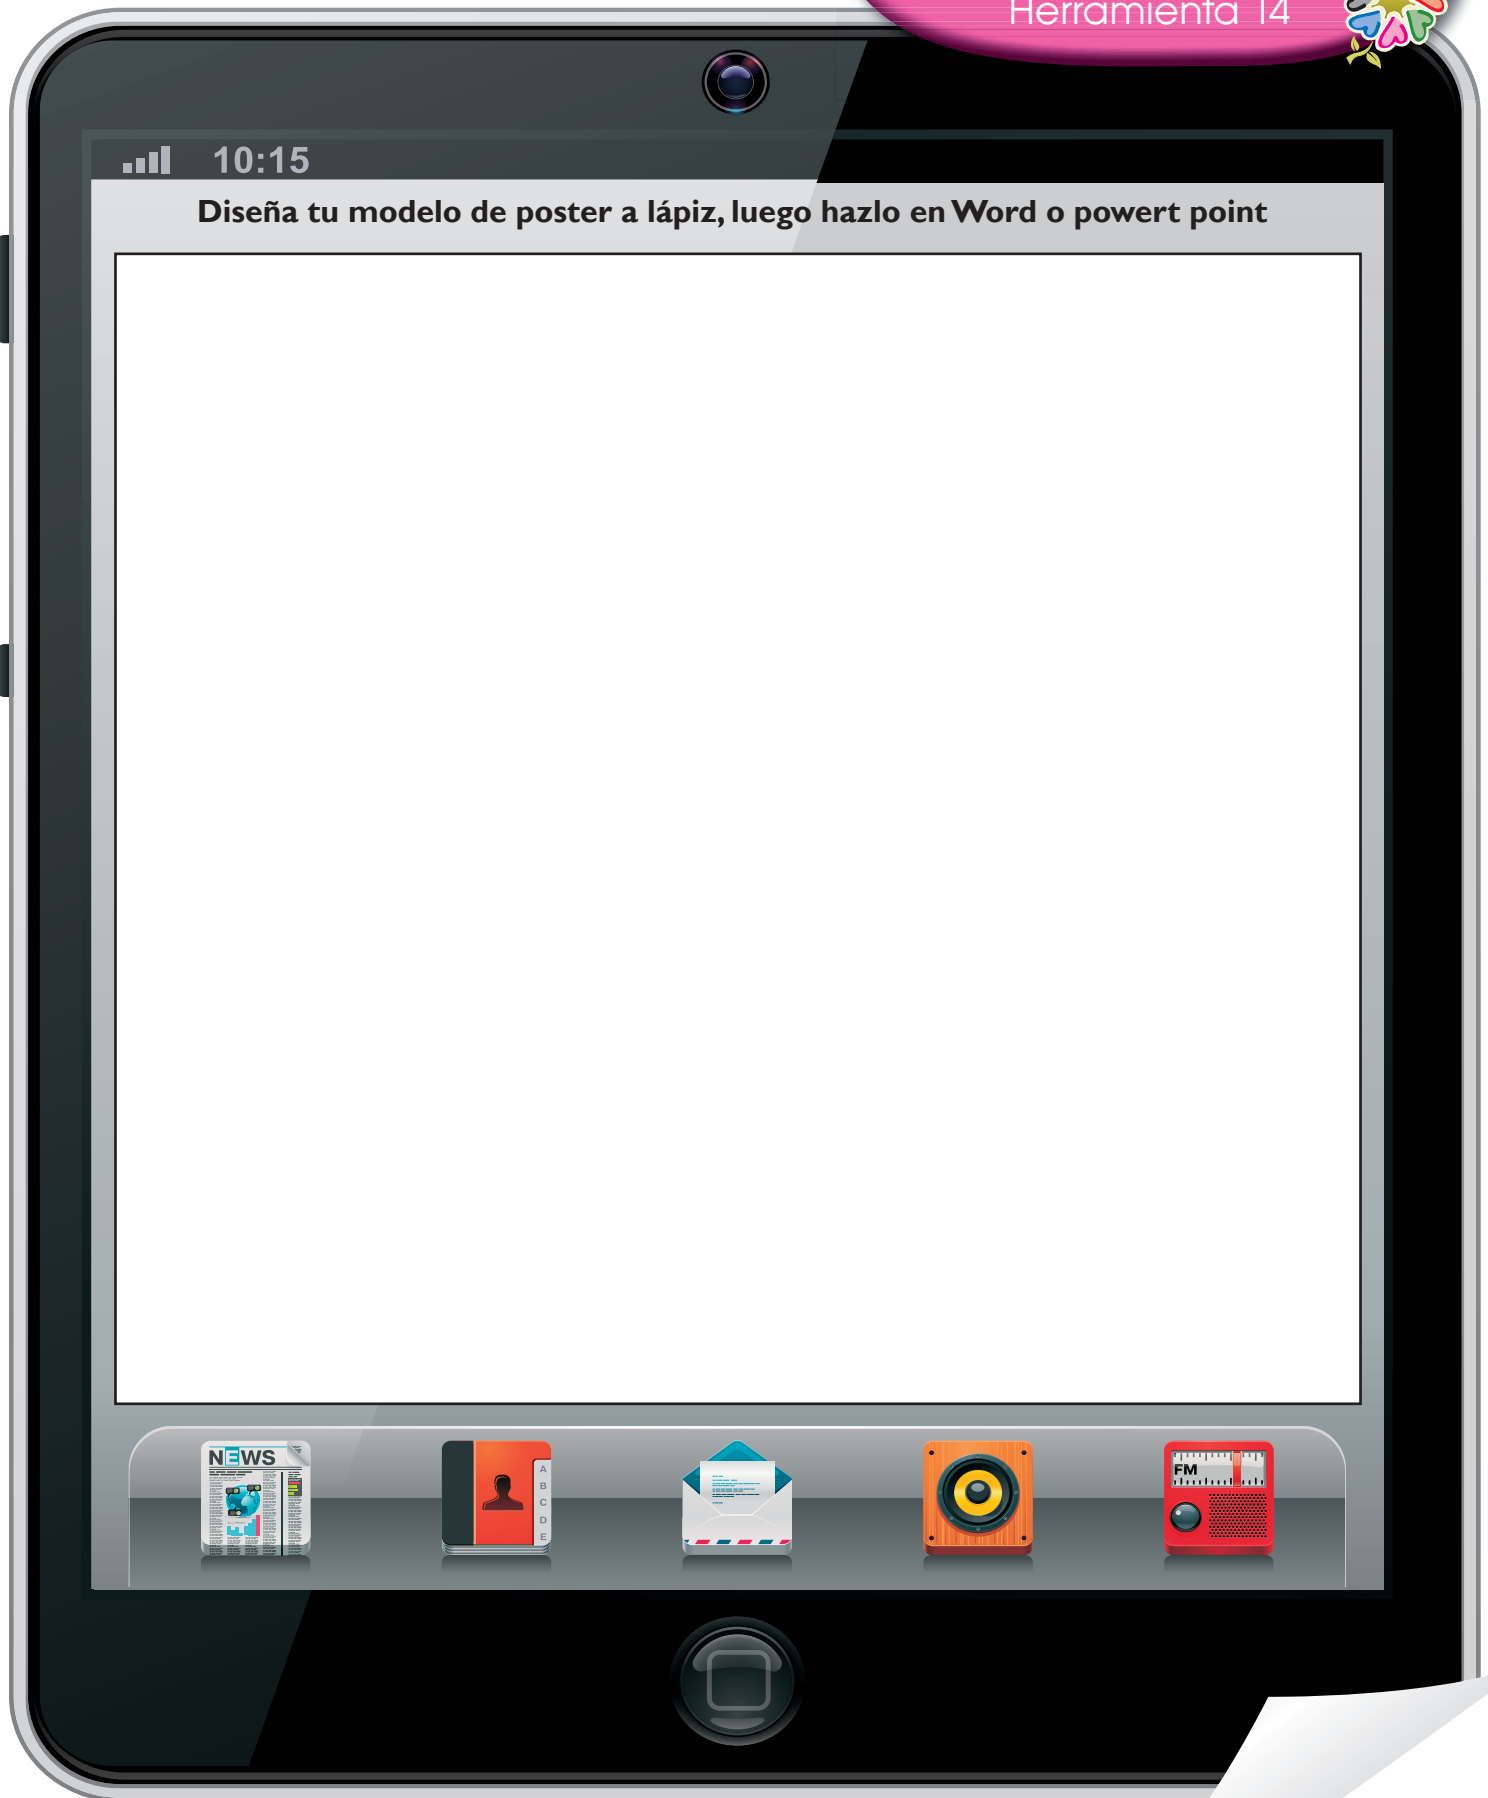 Herramienta 14
10:15
Diseña tu modelo de poster a lápiz, luego hazlo en Word o powert point
NEWS
A
B
C
D
E
FM